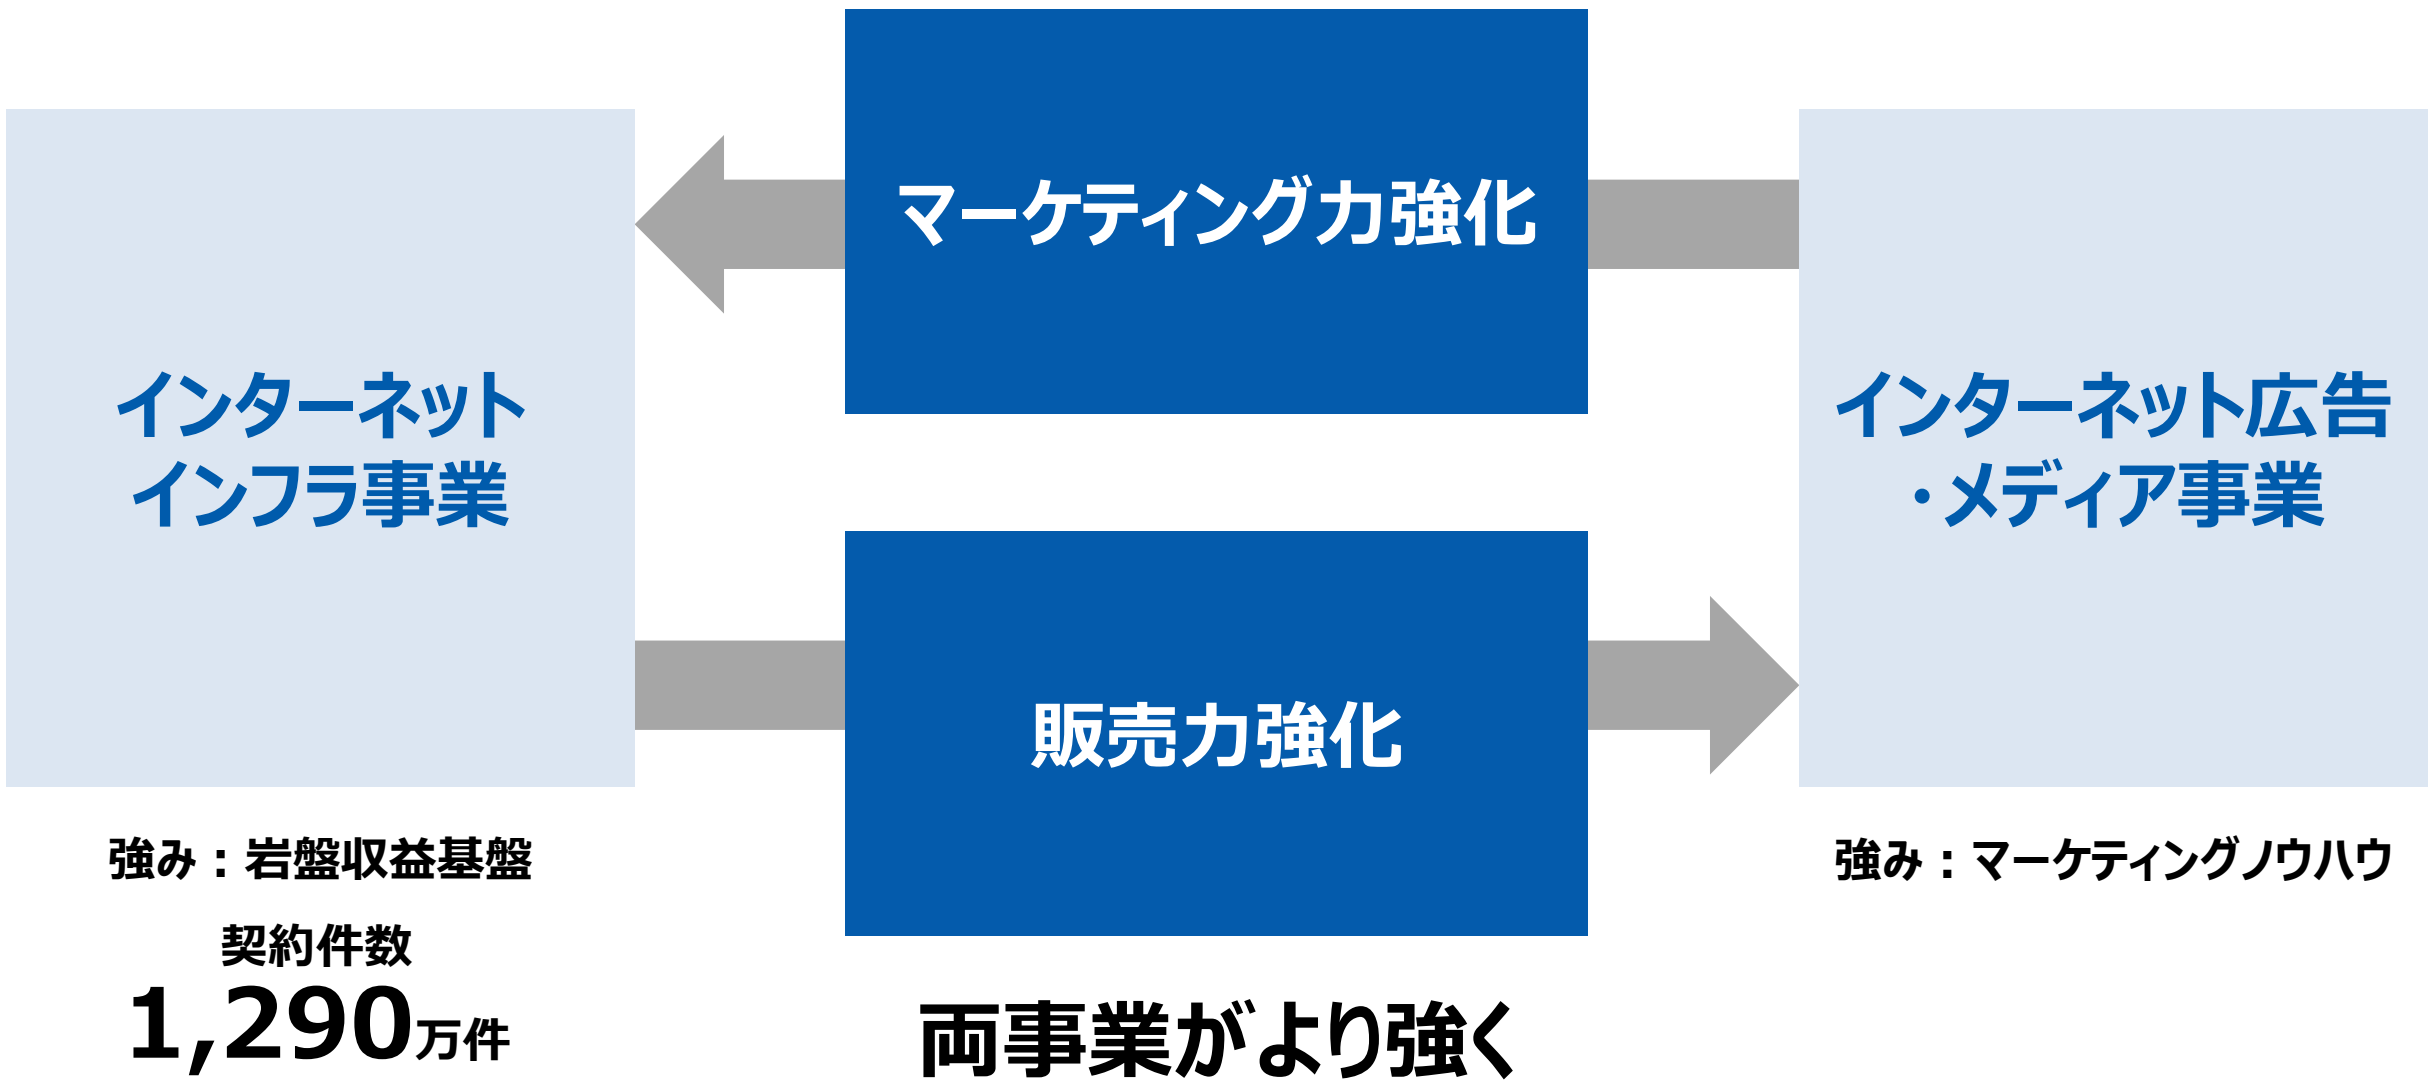 マーケティング力強化
インターネット
インフラ事業
インターネット広告
・メディア事業
販売力強化
強み：岩盤収益基盤
強み：マーケティングノウハウ
契約件数
1,290万件
両事業がより強く